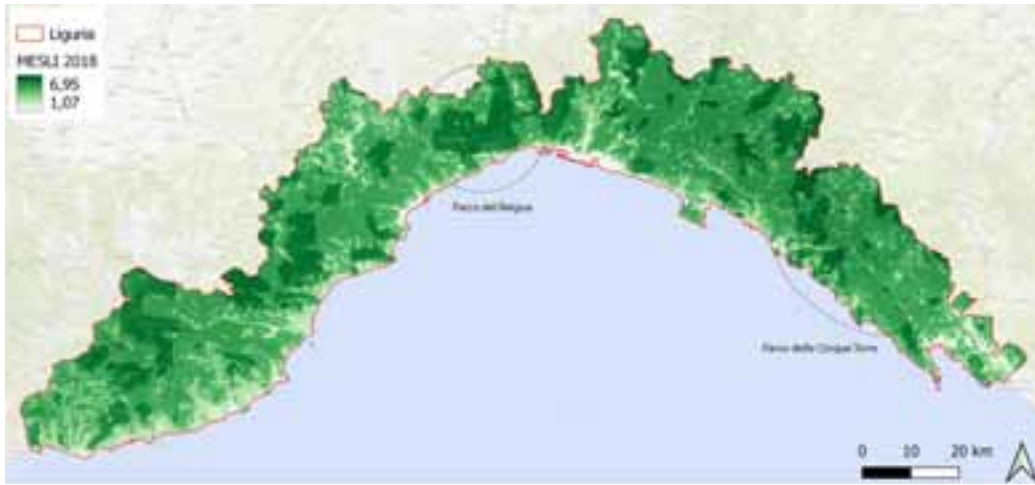 Liguria
MESLI 2018
6,95
1,07
Parco del Beigua
Parco delle Cinque Terre
0 10 20 km